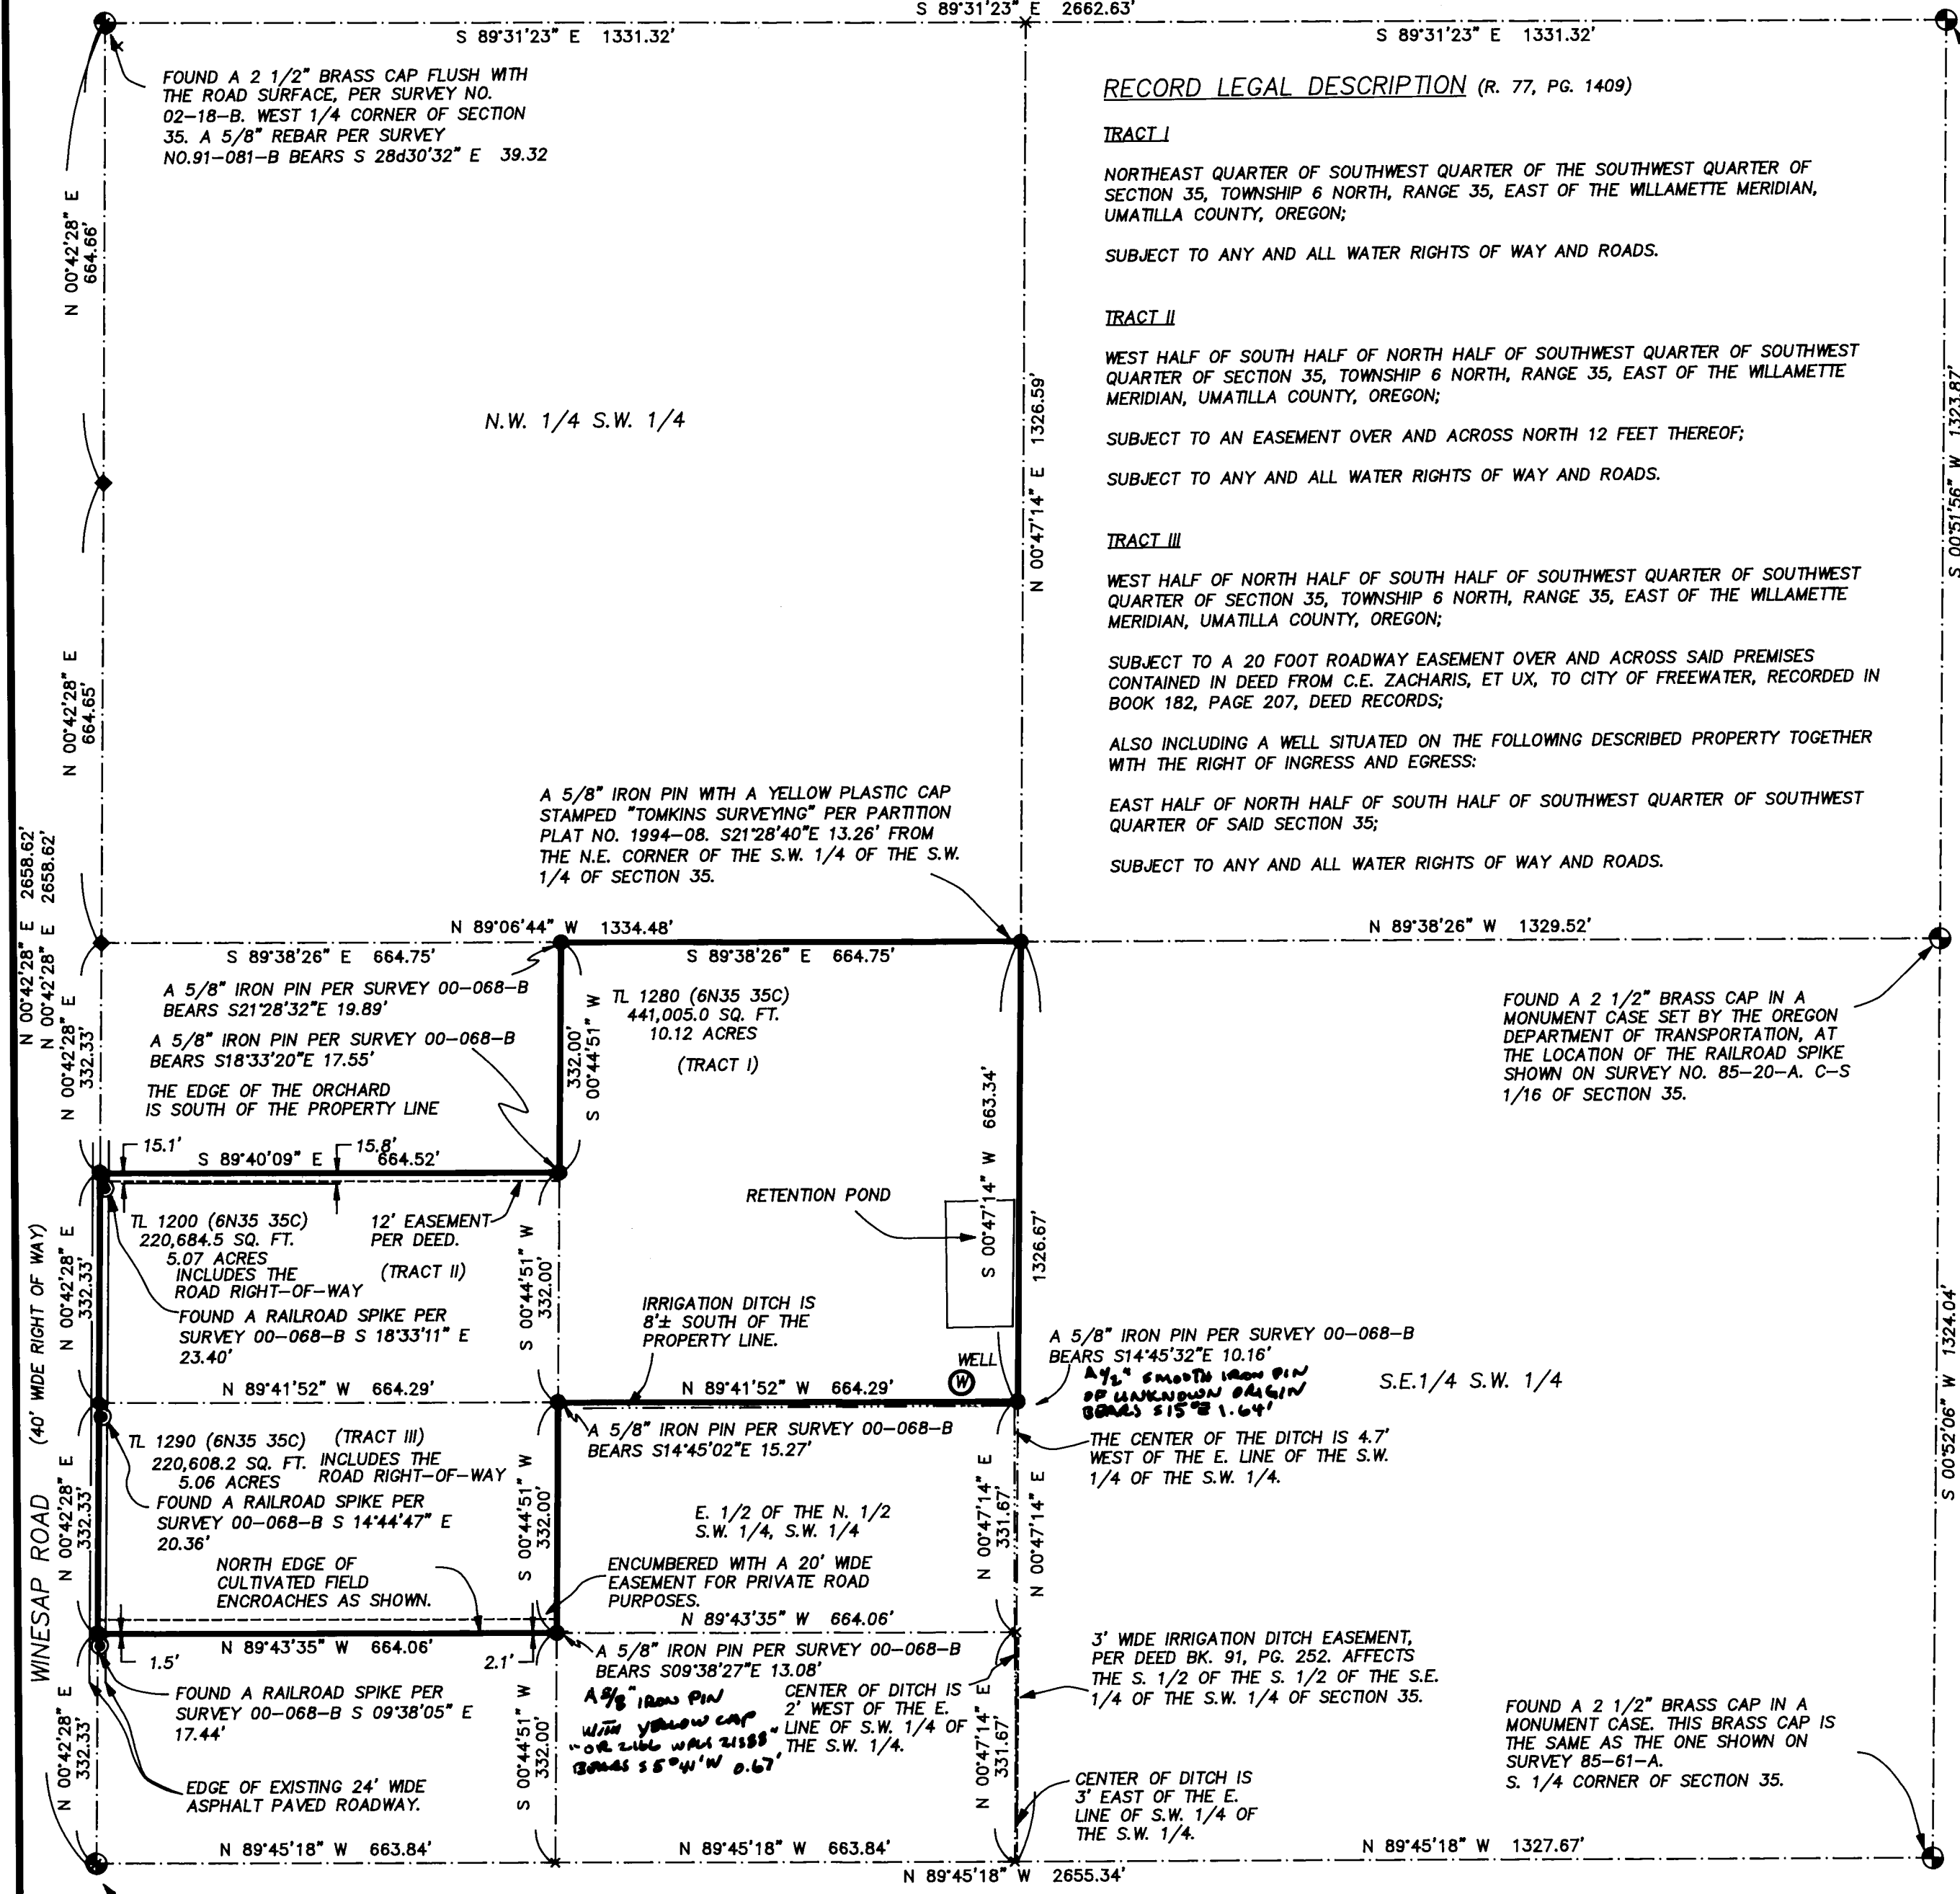 S 89°31'23" E 2662.63'
S 89°31'23" E 1331.32'
S 89°31'23" E 1331.32'
FOUND A 2 1/2" BRASS CAP FLUSH WITH
THE ROAD SURFACE, PER SURVEY NO.
02-18-B. WEST 1/4 CORNER OF SECTION
35. A 5/8" REBAR PER SURVEY
NO.91-081-B BEARS S 28d30'32" E 39.32
N 00°42'28" E
664.66'
RECORD LEGAL DESCRIPTION (R. 77, PG. 1409)
TRACT I
NORTHEAST QUARTER OF SOUTHWEST QUARTER OF THE SOUTHWEST QUARTER OF
SECTION 35, TOWNSHIP 6 NORTH, RANGE 35, EAST OF THE WILLAMETTE MERIDIAN,
UMATILLA COUNTY, OREGON;
SUBJECT TO ANY AND ALL WATER RIGHTS OF WAY AND ROADS.
TRACT II
WEST HALF OF SOUTH HALF OF NORTH HALF OF SOUTHWEST QUARTER OF SOUTHWEST
QUARTER OF SECTION 35, TOWNSHIP 6 NORTH, RANGE 35, EAST OF THE WILLAMETTE
MERIDIAN, UMATILLA COUNTY, OREGON;
SUBJECT TO AN EASEMENT OVER AND ACROSS NORTH 12 FEET THEREOF;
SUBJECT TO ANY AND ALL WATER RIGHTS OF WAY AND ROADS.
TRACT III
WEST HALF OF NORTH HALF OF SOUTH HALF OF SOUTHWEST QUARTER OF SOUTHWEST
QUARTER OF SECTION 35, TOWNSHIP 6 NORTH, RANGE 35, EAST OF THE WILLAMETTE
MERIDIAN, UMATILLA COUNTY, OREGON;
SUBJECT TO A 20 FOOT ROADWAY EASEMENT OVER AND ACROSS SAID PREMISES
CONTAINED IN DEED FROM C.E. ZACHARIS, ET UX, TO CITY OF FREEWATER, RECORDED IN
BOOK 182, PAGE 207, DEED RECORDS;
ALSO INCLUDING A WELL SITUATED ON THE FOLLOWING DESCRIBED PROPERTY TOGETHER
WITH THE RIGHT OF INGRESS AND EGRESS:
EAST HALF OF NORTH HALF OF SOUTH HALF OF SOUTHWEST QUARTER OF SOUTHWEST
QUARTER OF SAID SECTION 35;
SUBJECT TO ANY AND ALL WATER RIGHTS OF WAY AND ROADS.
N.W. 1/4 S.W. 1/4
N 00°47'14" E 1326.59'
S 00°51'56" W 1323.87'
N 00°42'28" E
664.65'
N 00°42'28" E 2658.62'
N 00°42'28" E 2658.62'
A 5/8" IRON PIN WITH A YELLOW PLASTIC CAP
STAMPED "TOMKINS SURVEYING" PER PARTITION
PLAT NO. 1994-08. S21°28'40"E 13.26' FROM
THE N.E. CORNER OF THE S.W. 1/4 OF THE S.W.
1/4 OF SECTION 35.
N 89°06'44" W 1334.48'
N 89°38'26" W 1329.52'
S 89°38'26" E 664.75'
S 89°38'26" E 664.75'
N 00°42'28" E
332.33'
A 5/8" IRON PIN PER SURVEY 00-068-B
BEARS S21°28'32"E 19.89'
A 5/8" IRON PIN PER SURVEY 00-068-B
BEARS S18°33'20"E 17.55'
THE EDGE OF THE ORCHARD
IS SOUTH OF THE PROPERTY LINE
332.00'
S 00°44'51" W
TL 1280 (6N35 35C)
441,005.0 SQ. FT.
10.12 ACRES
(TRACT I)
S 00°47'14" W 663.34'
FOUND A 2 1/2" BRASS CAP IN A
MONUMENT CASE SET BY THE OREGON
DEPARTMENT OF TRANSPORTATION, AT
THE LOCATION OF THE RAILROAD SPIKE
SHOWN ON SURVEY NO. 85-20-A. C-S
1/16 OF SECTION 35.
15.1'
15.8'
S 89°40'09" E 664.52'
RETENTION POND
1326.67'
WINESAP ROAD (40' WIDE RIGHT OF WAY)
N 00°42'28" E
332.33'
TL 1200 (6N35 35C)
220,684.5 SQ. FT.
5.07 ACRES
INCLUDES THE
ROAD RIGHT-OF-WAY
12' EASEMENT
PER DEED.
(TRACT II)
FOUND A RAILROAD SPIKE PER
SURVEY 00-068-B S 18°33'11" E
23.40'
S 00°44'51" W
332.00'
IRRIGATION DITCH IS
8'± SOUTH OF THE
PROPERTY LINE.
WELL
W
A 5/8" IRON PIN PER SURVEY 00-068-B
BEARS S14°45'32"E 10.16'
A 1/2" SMOOTH IRON PIN
OF UNKNOWN ORIGIN
BEARS S15°E 1.64'
S.E.1/4 S.W. 1/4
S 00°52'06" W 1324.04'
N 89°41'52" W 664.29'
N 89°41'52" W 664.29'
A 5/8" IRON PIN PER SURVEY 00-068-B
BEARS S14°45'02"E 15.27'
THE CENTER OF THE DITCH IS 4.7'
WEST OF THE E. LINE OF THE S.W.
1/4 OF THE S.W. 1/4.
N 00°42'28" E
332.33'
TL 1290 (6N35 35C) (TRACT III)
220,608.2 SQ. FT. INCLUDES THE
5.06 ACRES ROAD RIGHT-OF-WAY
FOUND A RAILROAD SPIKE PER
SURVEY 00-068-B S 14°44'47" E
20.36'
NORTH EDGE OF
CULTIVATED FIELD
ENCROACHES AS SHOWN.
S 00°44'51" W
332.00'
E. 1/2 OF THE N. 1/2
S.W. 1/4, S.W. 1/4
ENCUMBERED WITH A 20' WIDE
EASEMENT FOR PRIVATE ROAD
PURPOSES.
N 00°47'14" E
331.67'
N 00°47'14" E
N 89°43'35" W 664.06'
N 89°43'35" W 664.06'
1.5'
2.1'
A 5/8" IRON PIN PER SURVEY 00-068-B
BEARS S09°38'27"E 13.08'
A 5/8" IRON PIN
WITH YELLOW CAP
"OR 2166 WPLS 21388"
BEARS S 5°41'W 0.67'
CENTER OF DITCH IS
2' WEST OF THE E.
LINE OF S.W. 1/4 OF
THE S.W. 1/4.
3' WIDE IRRIGATION DITCH EASEMENT,
PER DEED BK. 91, PG. 252. AFFECTS
THE S. 1/2 OF THE S. 1/2 OF THE S.E.
1/4 OF THE S.W. 1/4 OF SECTION 35.
FOUND A RAILROAD SPIKE PER
SURVEY 00-068-B S 09°38'05" E
17.44'
N 00°42'28" E
332.33'
EDGE OF EXISTING 24' WIDE
ASPHALT PAVED ROADWAY.
S 00°44'51" W
332.00'
N 00°47'14" E
331.67'
CENTER OF DITCH IS
3' EAST OF THE E.
LINE OF S.W. 1/4 OF
THE S.W. 1/4.
FOUND A 2 1/2" BRASS CAP IN A
MONUMENT CASE. THIS BRASS CAP IS
THE SAME AS THE ONE SHOWN ON
SURVEY 85-61-A.
S. 1/4 CORNER OF SECTION 35.
N 89°45'18" W 663.84'
N 89°45'18" W 663.84'
N 89°45'18" W 1327.67'
N 89°45'18" W 2655.34'